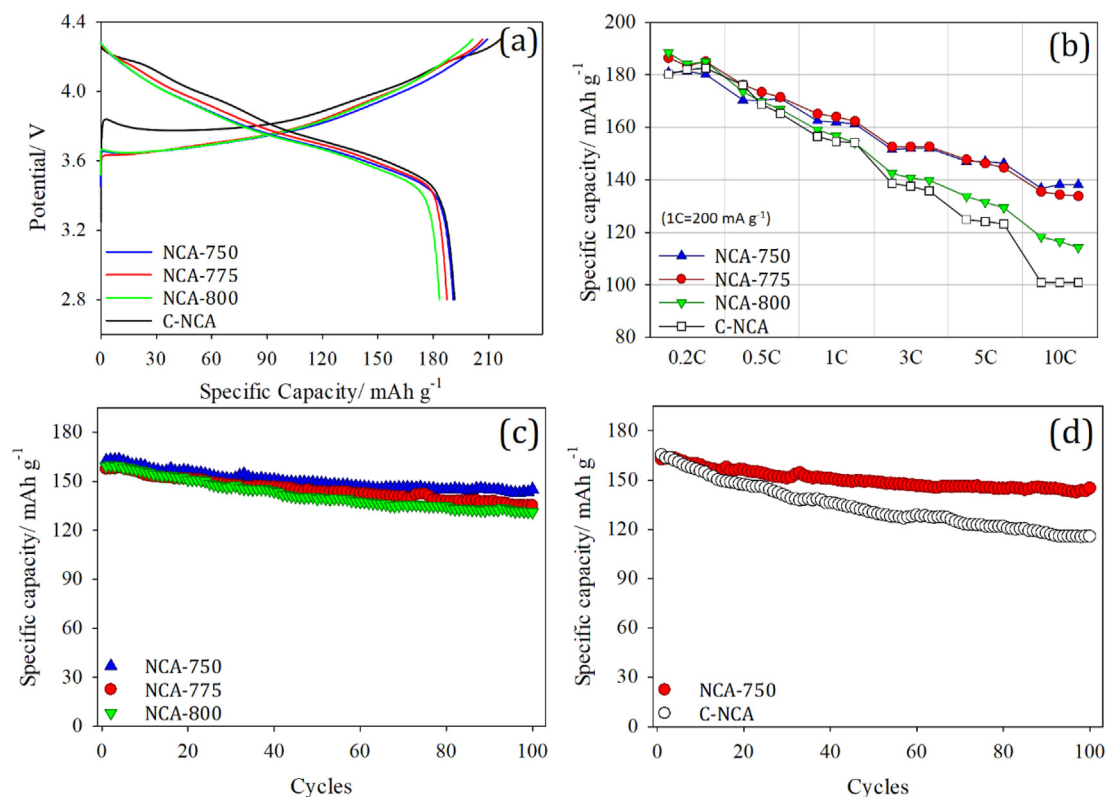 (a)
4.4
4.0
3.6
3.2
2.8
Potential/ V
NCA-750
NCA-775
NCA-800
C-NCA
0 30 60 90 120 150 180 210
Specific Capacity/ mAh g-1
(b)
200
180
160
140
120
100
80
Specific capacity/ mAh g-1
(1C=200 mA g-1)
NCA-750
NCA-775
NCA-800
C-NCA
0.2C 0.5C 1C 3C 5C 10C
(c)
180
150
120
90
60
30
0
Specific capacity/ mAh g-1
NCA-750
NCA-775
NCA-800
0 20 40 60 80 100
Cycles
(d)
180
150
120
90
60
30
0
Specific capacity/ mAh g-1
NCA-750
C-NCA
0 20 40 60 80 100
Cycles